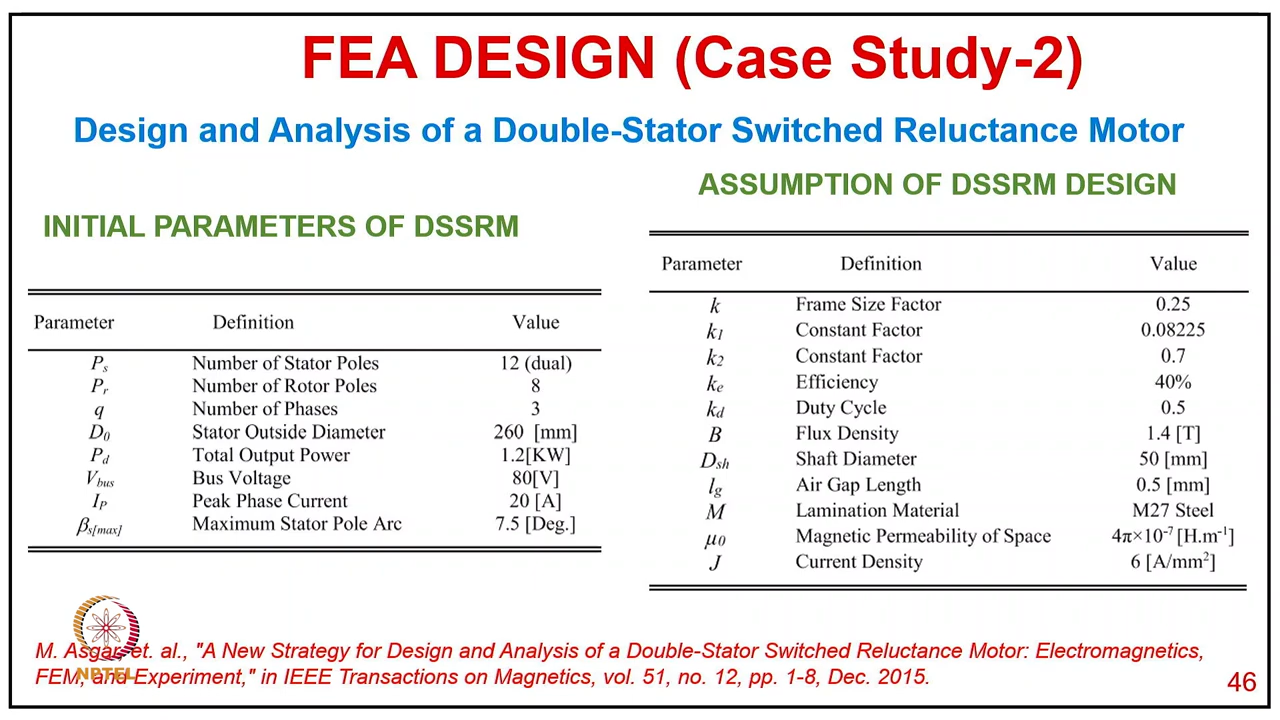 FEA DESIGN (Case Study-2)
Design and Analysis of a Double-Stator Switched Reluctance Motor
INITIAL PARAMETERS OF DSSRM
Parameter Definition Value
Ps Number of Stator Poles 12 (dual)
Pr Number of Rotor Poles 8
q Number of Phases 3
D0 Stator Outside Diameter 260 [mm]
Pd Total Output Power 1.2[KW]
Vbus Bus Voltage 80[V]
IP Peak Phase Current 20 [A]
βs[max] Maximum Stator Pole Arc 7.5 [Deg.]
ASSUMPTION OF DSSRM DESIGN
Parameter Definition Value
k Frame Size Factor 0.25
k1 Constant Factor 0.08225
k2 Constant Factor 0.7
ke Efficiency 40%
kd Duty Cycle 0.5
B Flux Density 1.4 [T]
Dsh Shaft Diameter 50 [mm]
lg Air Gap Length 0.5 [mm]
M Lamination Material M27 Steel
μ0 Magnetic Permeability of Space 4π×10-7 [H.m-1]
J Current Density 6 [A/mm2]
M. Asgar, et. al., "A New Strategy for Design and Analysis of a Double-Stator Switched Reluctance Motor: Electromagnetics,
FEM, and Experiment," in IEEE Transactions on Magnetics, vol. 51, no. 12, pp. 1-8, Dec. 2015.
NPTEL
46